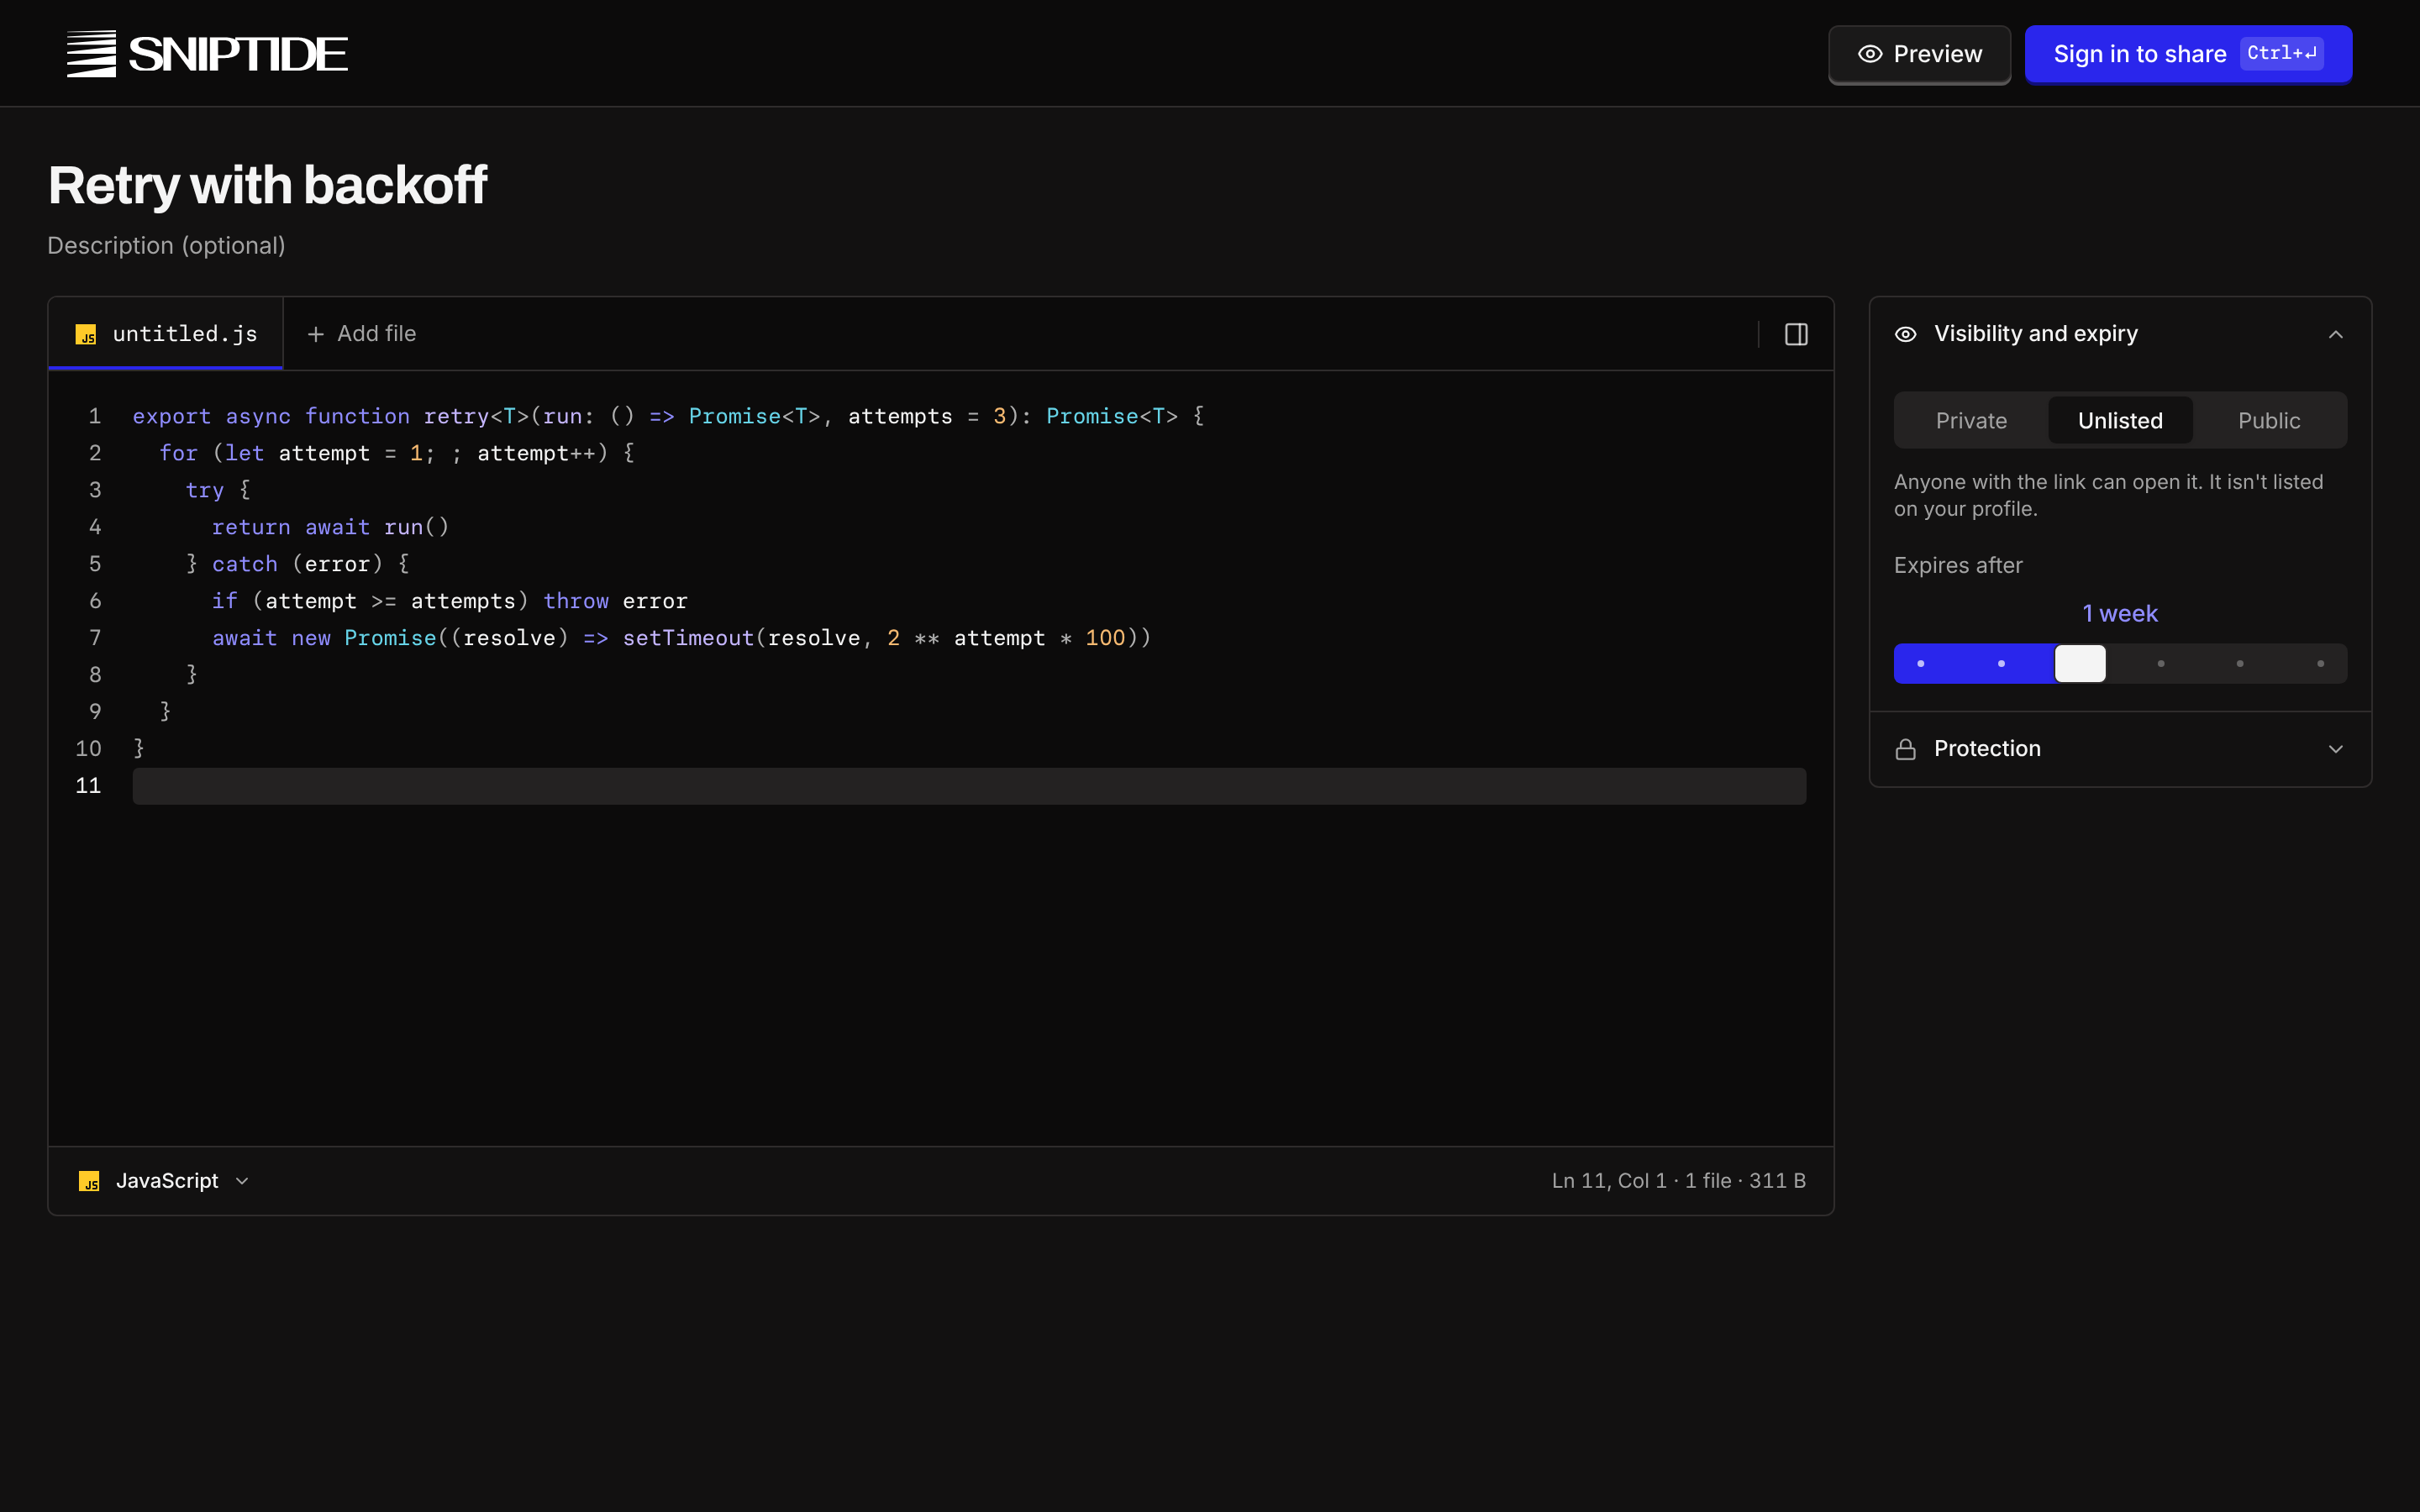 SNIPTIDE
Preview
Sign in to share Ctrl+↵
Retry with backoff
Description (optional)
JS untitled.js
+ Add file
1 export async function retry<T>(run: () => Promise<T>, attempts = 3): Promise<T> {
2   for (let attempt = 1; ; attempt++) {
3     try {
4       return await run()
5     } catch (error) {
6       if (attempt >= attempts) throw error
7       await new Promise((resolve) => setTimeout(resolve, 2 ** attempt * 100))
8     }
9   }
10 }
11
JS JavaScript
Ln 11, Col 1 · 1 file · 311 B
Visibility and expiry
Private Unlisted Public
Anyone with the link can open it. It isn't listed
on your profile.
Expires after
1 week
Protection